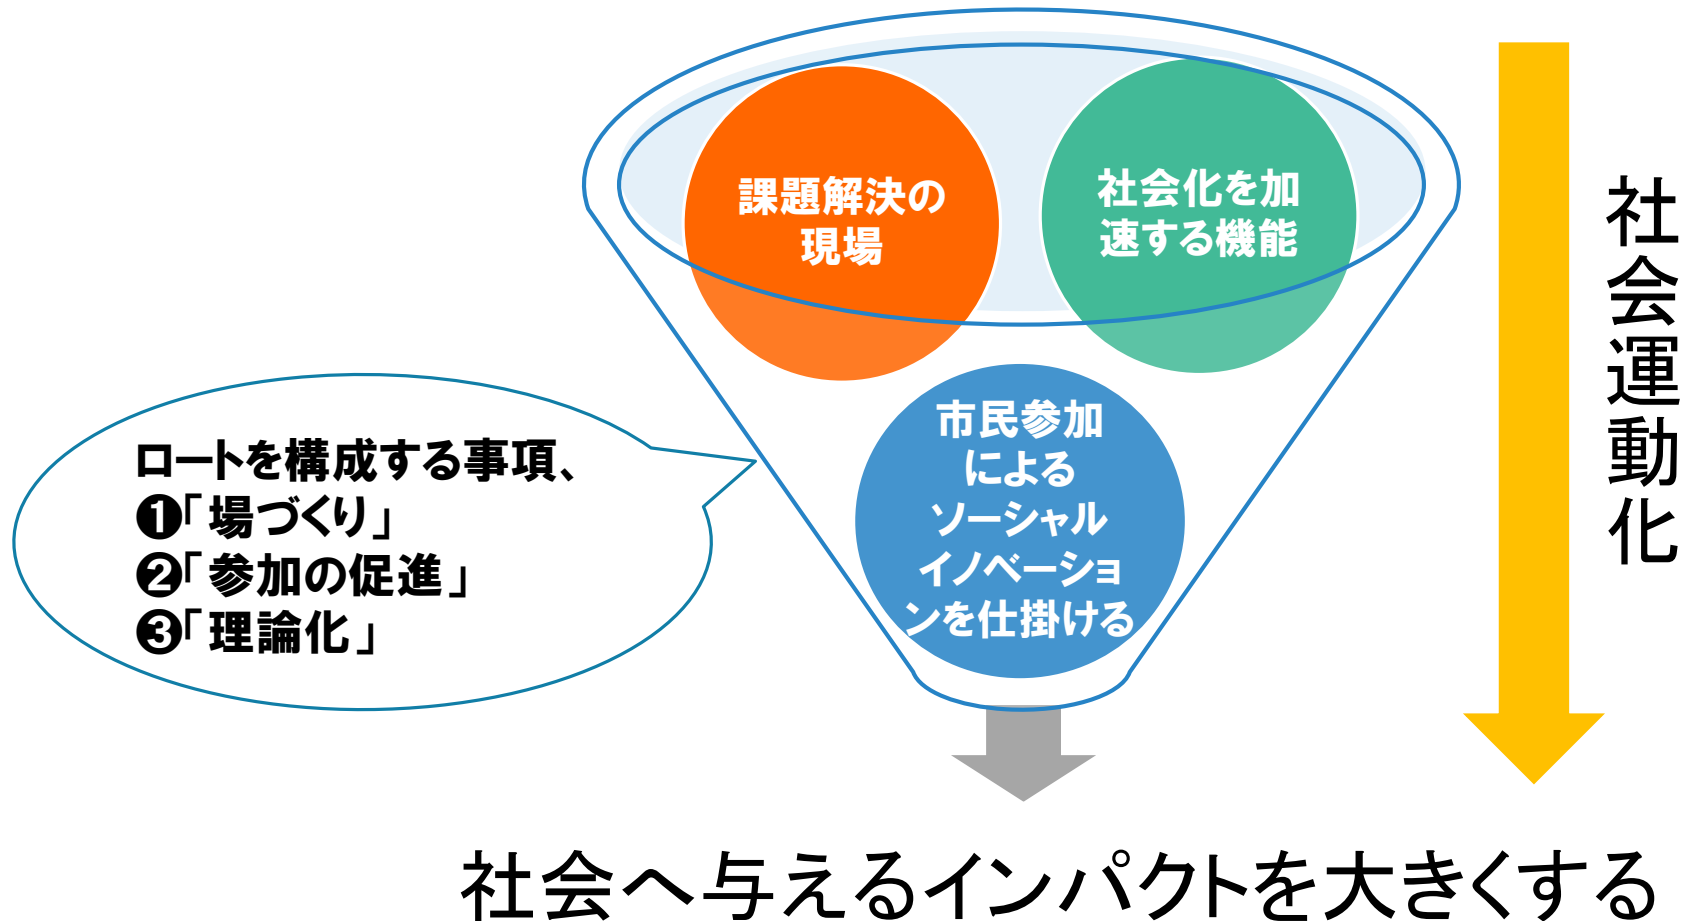 課題解決の
現場
社会化を加
速する機能
市民参加
による
ソーシャル
イノベーショ
ンを仕掛ける
ロートを構成する事項、
❶「場づくり」
❷「参加の促進」
❸「理論化」
社会運動化
社会へ与えるインパクトを大きくする